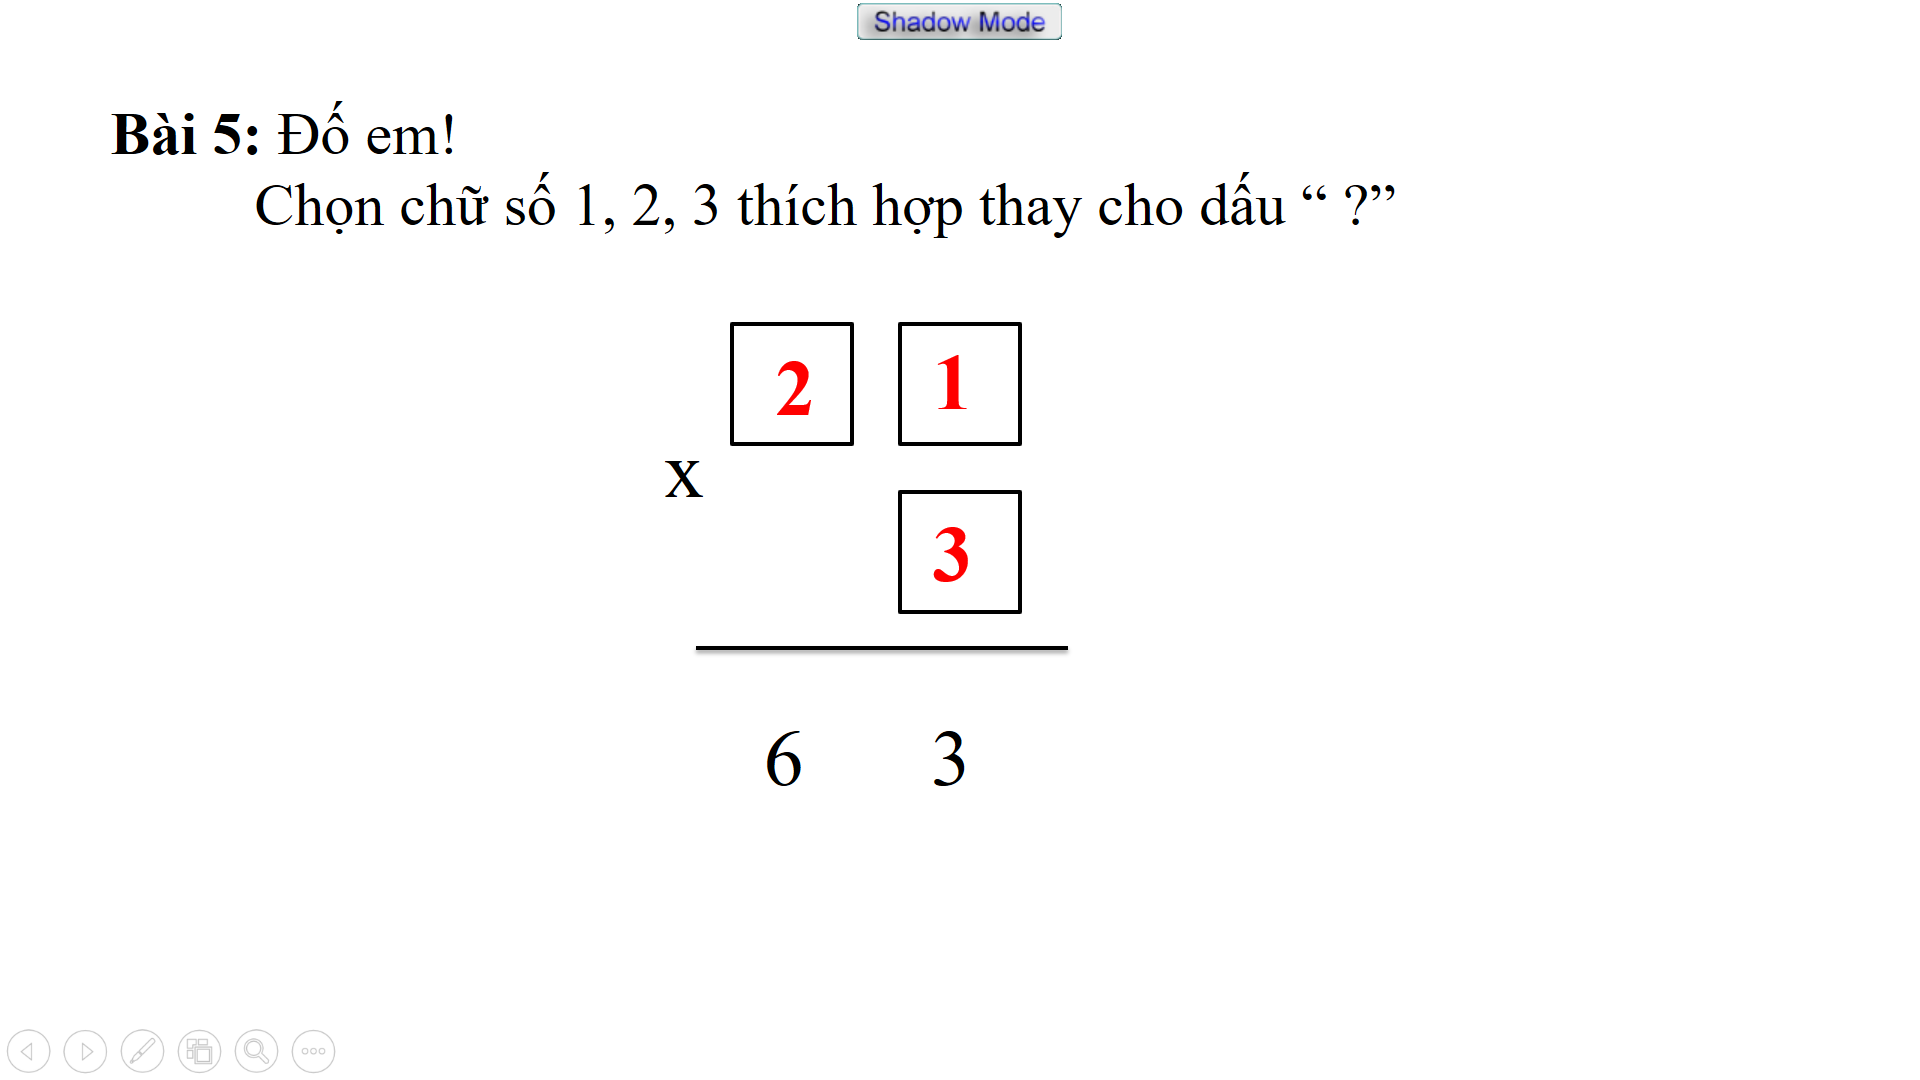 Shadow Mode
Bài 5: Đố em!
Chọn chữ số 1, 2, 3 thích hợp thay cho dấu “ ?”
2 1
x
3
6 3